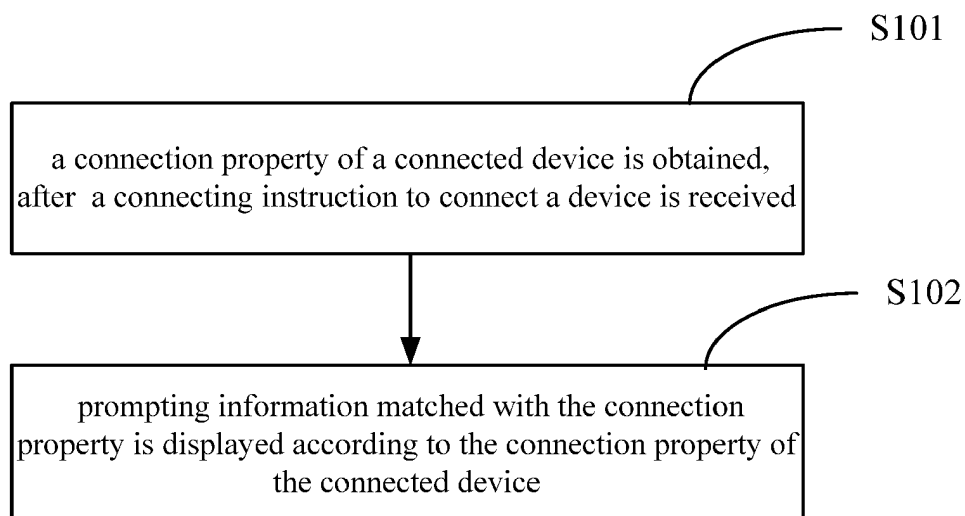 S101
a connection property of a connected device is obtained,
after a connecting instruction to connect a device is received
S102
prompting information matched with the connection
property is displayed according to the connection property of
the connected device